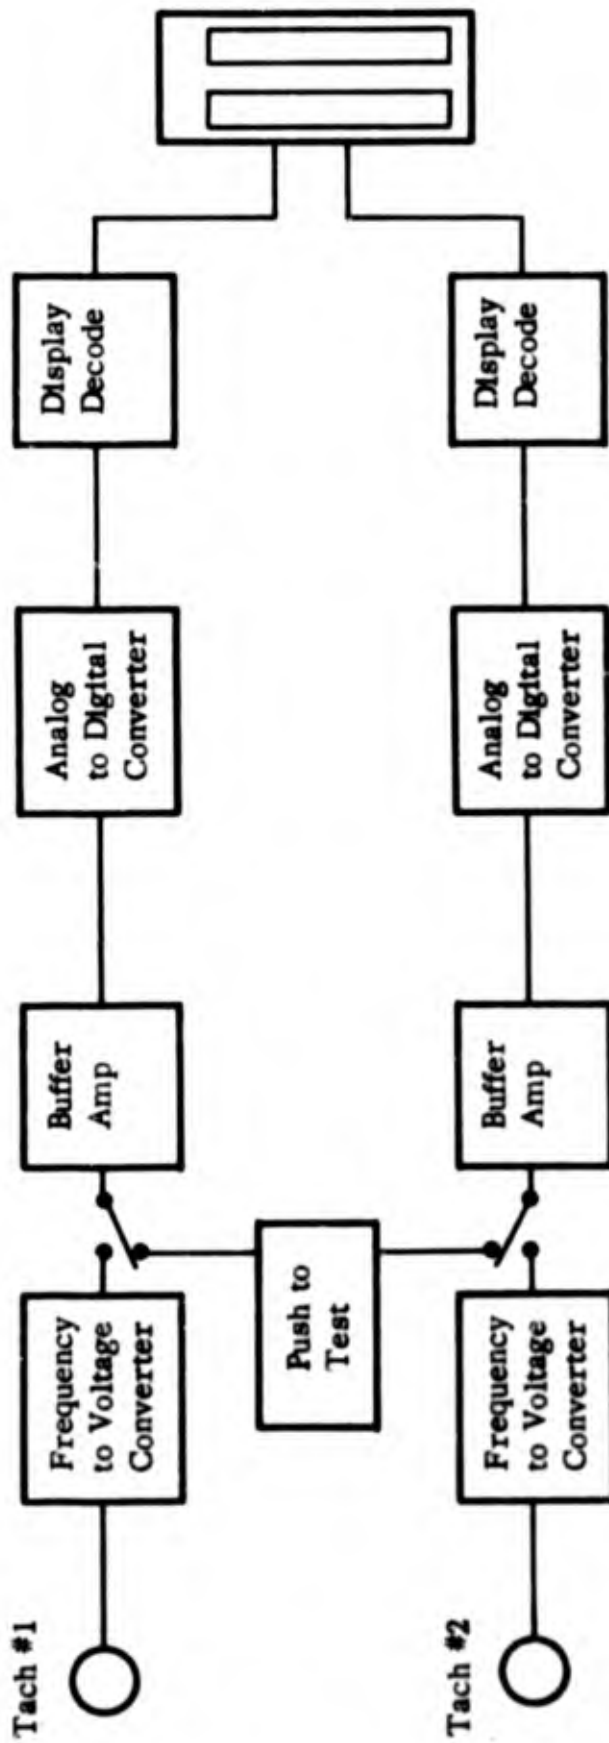 Tach #1
Frequency
to Voltage
Converter
Buffer
Amp
Analog
to Digital
Converter
Display
Decode
Push to
Test
Tach #2
Frequency
to Voltage
Converter
Buffer
Amp
Analog
to Digital
Converter
Display
Decode